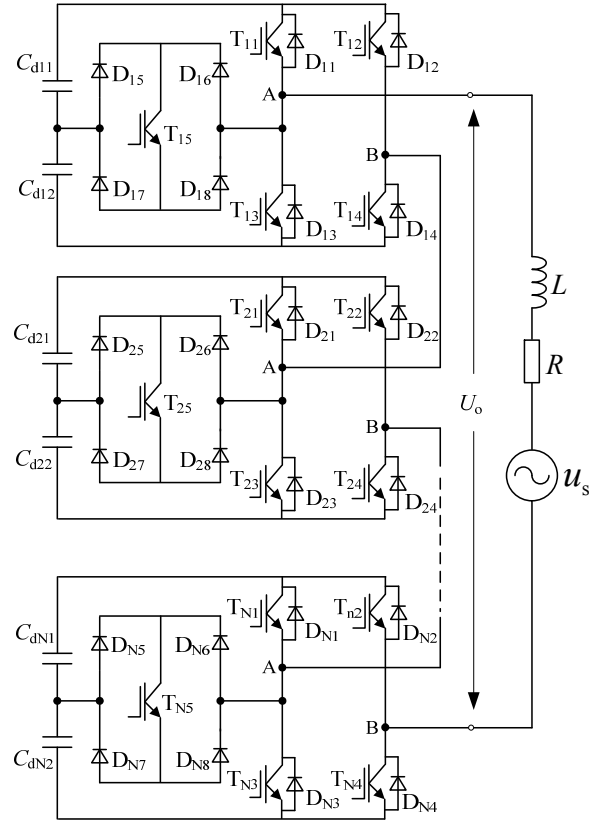 Cd11
Cd12
D15
D16
D17
D18
T15
T11
T12
D11
D12
A
B
T13
T14
D13
D14
Cd21
Cd22
D25
D26
D27
D28
T25
T21
T22
D21
D22
A
B
T23
T24
D23
D24
CdN1
CdN2
DN5
DN6
DN7
DN8
TN5
TN1
Tn2
DN1
DN2
A
B
TN3
TN4
DN3
DN4
Uo
L
R
us